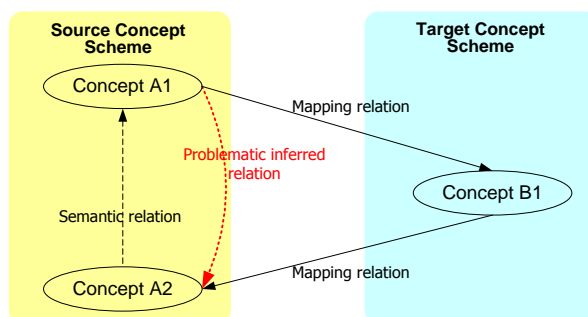 Source Concept
Scheme
Target Concept
Scheme
Concept A1
Mapping relation
Problematic inferred
relation
Concept B1
Semantic relation
Mapping relation
Concept A2